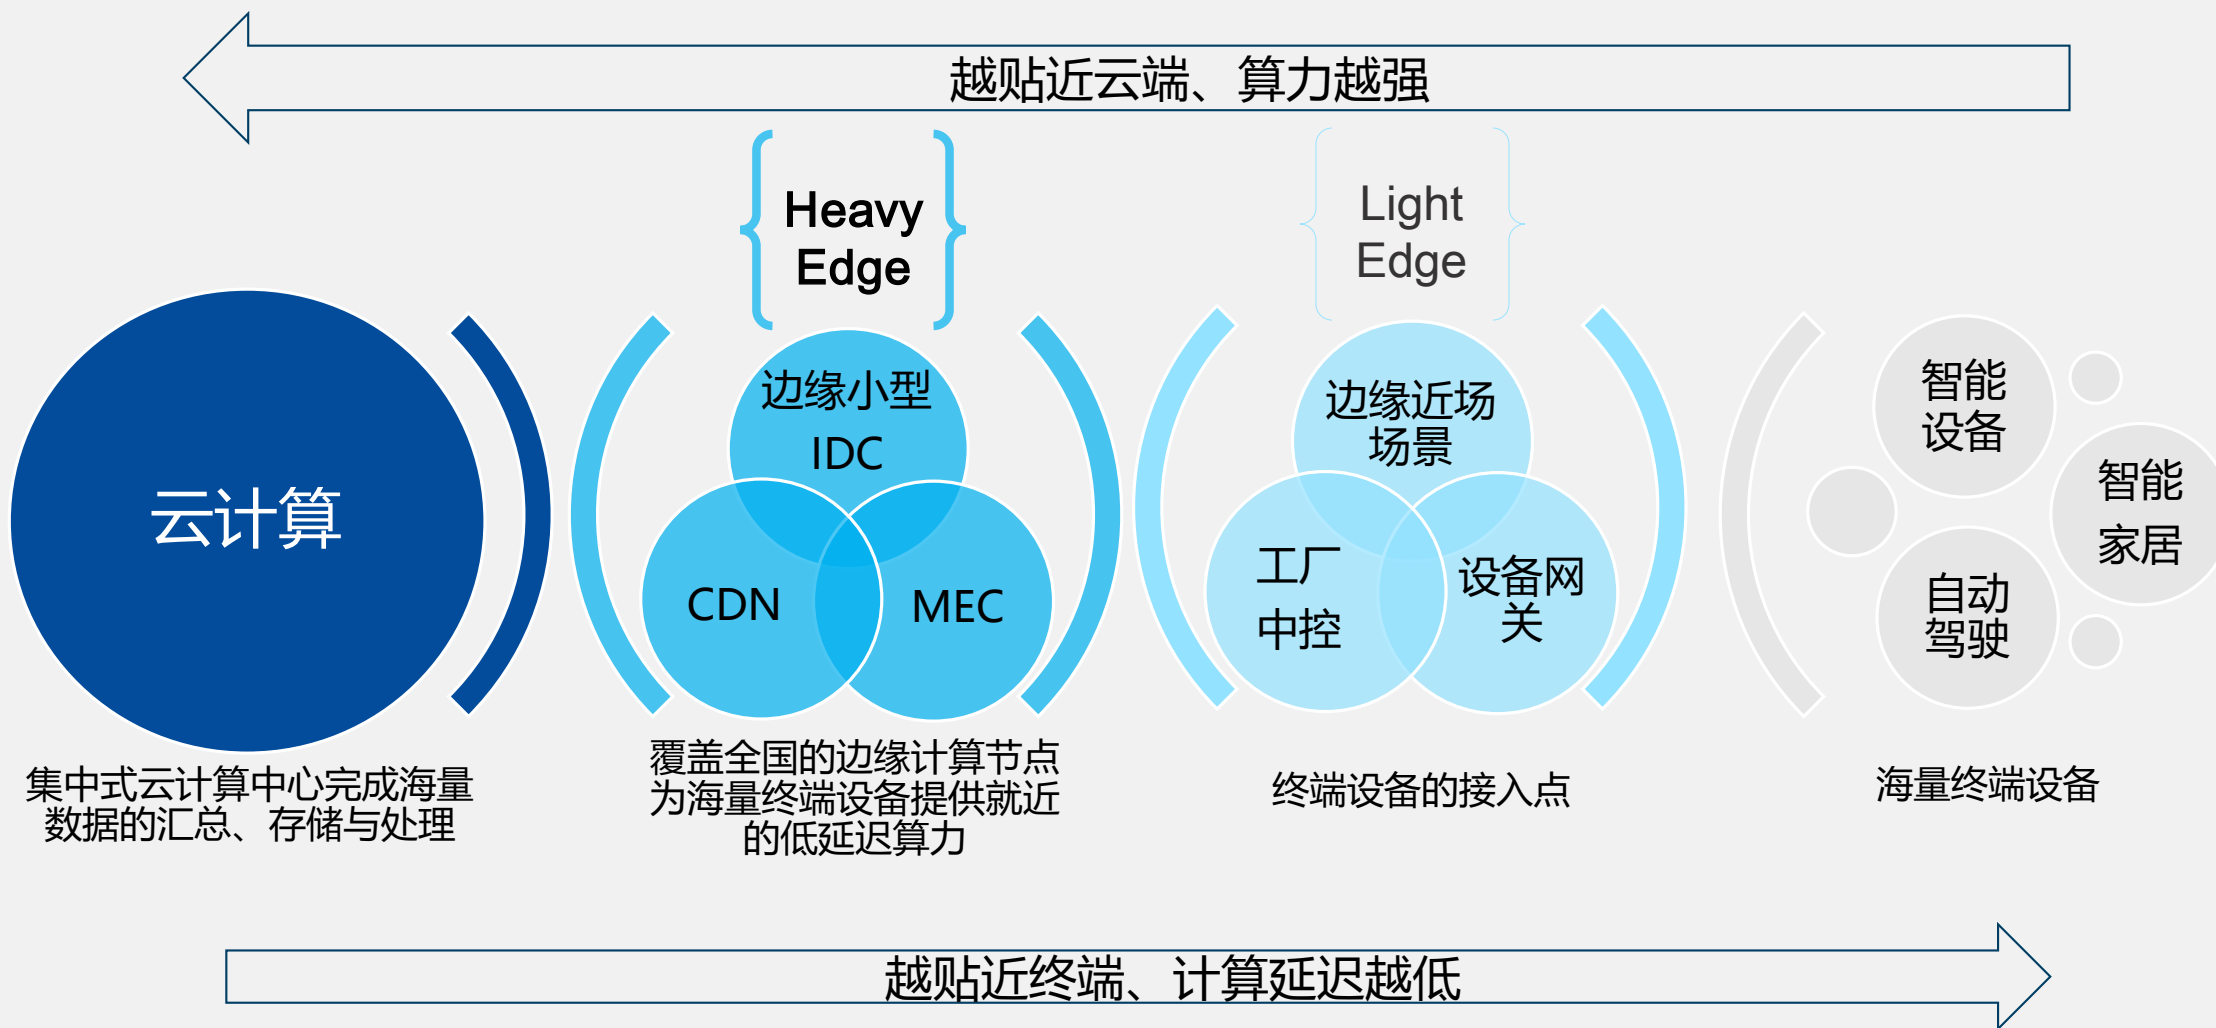 越贴近云端、算力越强
Heavy
Edge
Light
Edge
云计算
边缘小型
IDC
CDN
MEC
边缘近场
场景
工厂
中控
设备网
关
智能
设备
智能
家居
自动
驾驶
集中式云计算中心完成海量
数据的汇总、存储与处理
覆盖全国的边缘计算节点
为海量终端设备提供就近
的低延迟算力
终端设备的接入点
海量终端设备
越贴近终端、计算延迟越低